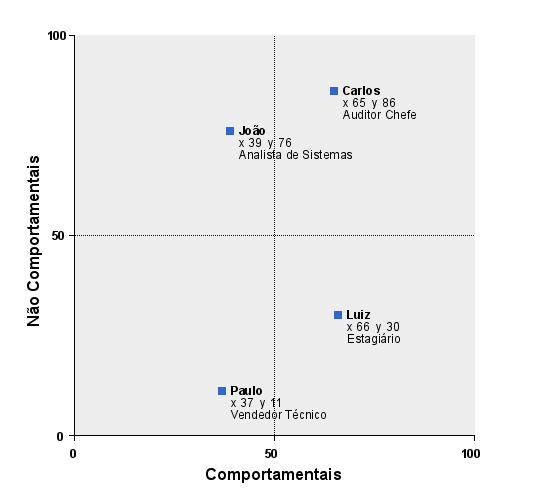 100
Carlos
x 65 y 86
Auditor Chefe
João
x 39 y 76
Analista de Sistemas
Não Comportamentais
50
Luiz
x 66 y 30
Estagiário
Paulo
x 37 y 11
Vendedor Técnico
0
0
50
100
Comportamentais